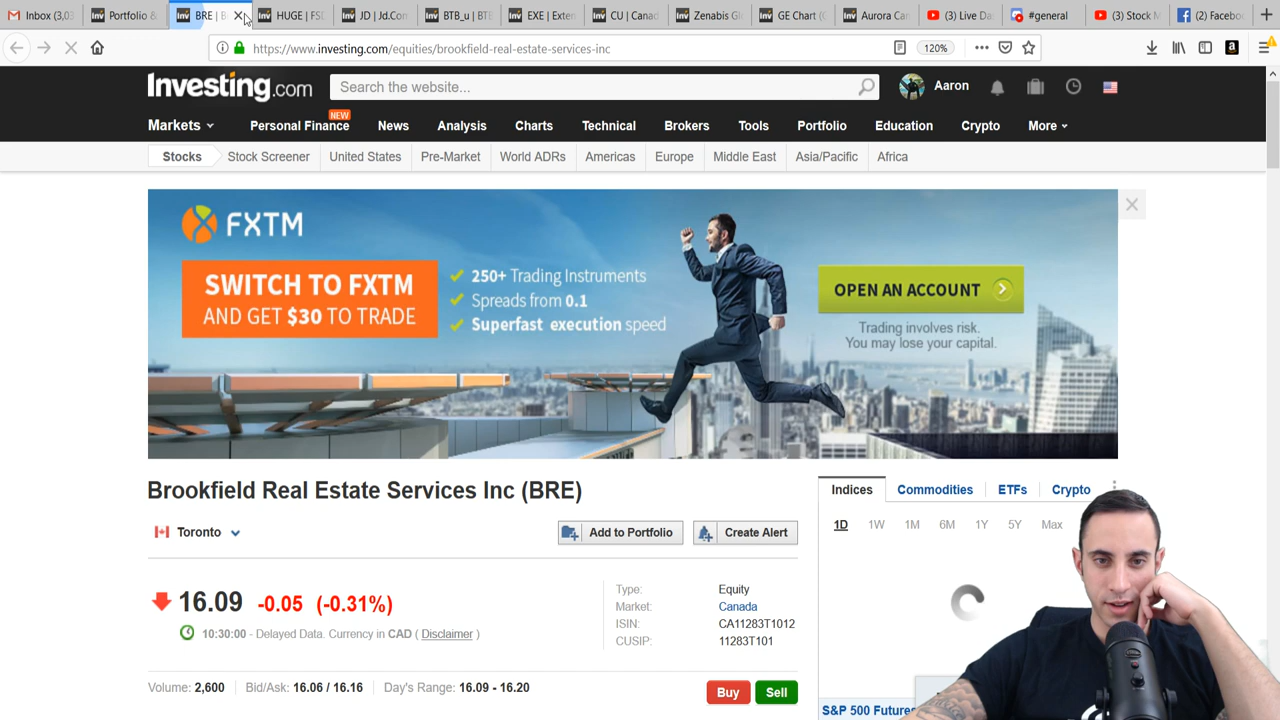 Inbox (3,03
Portfolio &
BRE | B
HUGE | FSD
JD | Jd.Com
BTB_u | BTB
EXE | Exten
CU | Canad
Zenabis Gl
GE Chart (G
Aurora Can
(3) Live Da
#general
(3) Stock M
(2) Facebo
https://www.investing.com/equities/brookfield-real-estate-services-inc
120%
Investing.com
Search the website...
Aaron
NEW
Markets
Personal Finance
News
Analysis
Charts
Technical
Brokers
Tools
Portfolio
Education
Crypto
More
Stocks
Stock Screener
United States
Pre-Market
World ADRs
Americas
Europe
Middle East
Asia/Pacific
Africa
FXTM
SWITCH TO FXTM
AND GET $30 TO TRADE
250+ Trading Instruments
Spreads from 0.1
Superfast execution speed
OPEN AN ACCOUNT
Trading involves risk.
You may lose your capital.
Brookfield Real Estate Services Inc (BRE)
Toronto
Add to Portfolio
Create Alert
16.09 -0.05 (-0.31%)
10:30:00 - Delayed Data. Currency in CAD ( Disclaimer )
Type: Equity
Market: Canada
ISIN: CA11283T1012
CUSIP: 11283T101
Volume: 2,600
Bid/Ask: 16.06 / 16.16
Day's Range: 16.09 - 16.20
Buy
Sell
Indices
Commodities
ETFs
Crypto
1D
1W
1M
6M
1Y
5Y
Max
S&P 500 Futures